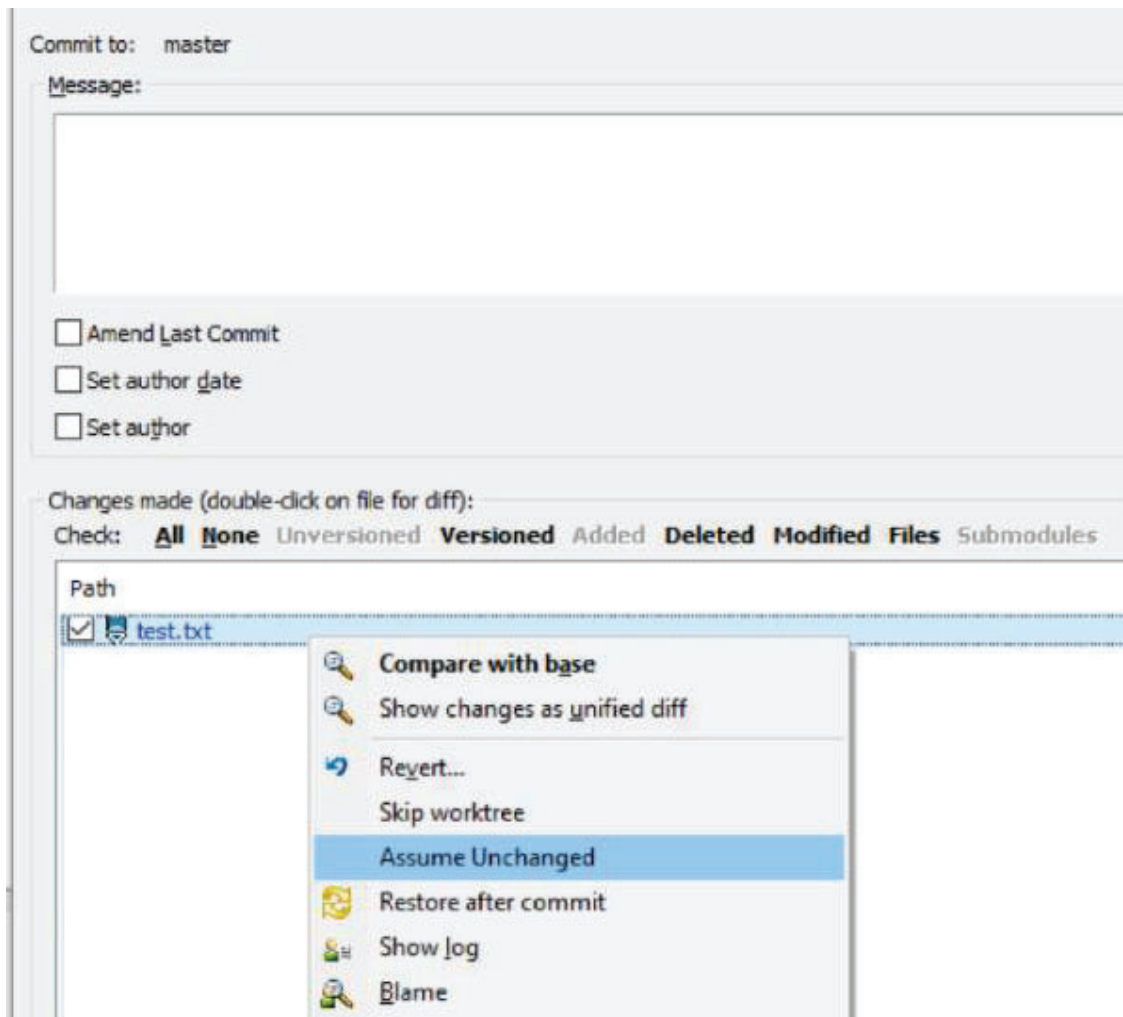 Commit to: master
Message:
Amend Last Commit
Set author date
Set author
Changes made (double-click on file for diff):
Check: All None Unversioned Versioned Added Deleted Modified Files Submodules
Path
test.txt
Compare with base
Show changes as unified diff
Revert...
Skip worktree
Assume Unchanged
Restore after commit
Show log
Blame